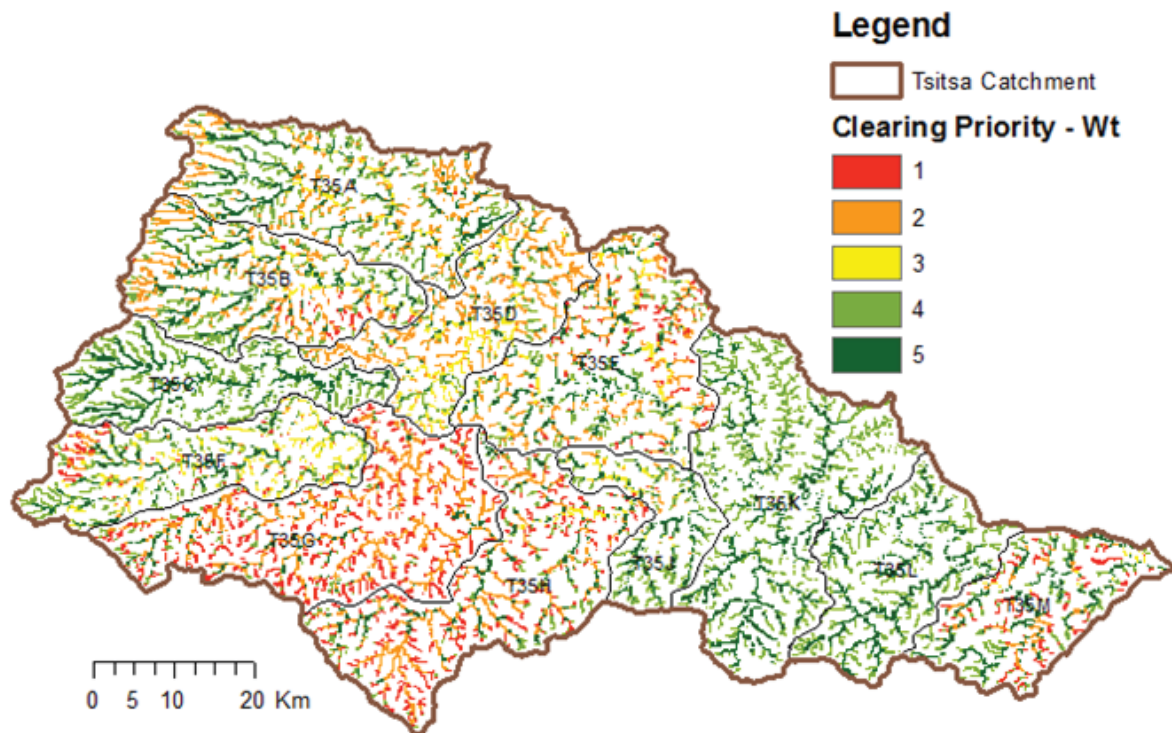 Legend
Tsitsa Catchment
Clearing Priority - Wt
1
2
3
4
5
T35A
T35B
T35D
T35E
T35C
T35F
T35K
T35G
T35J
T35L
T35H
T35M
0 5 10 20 Km